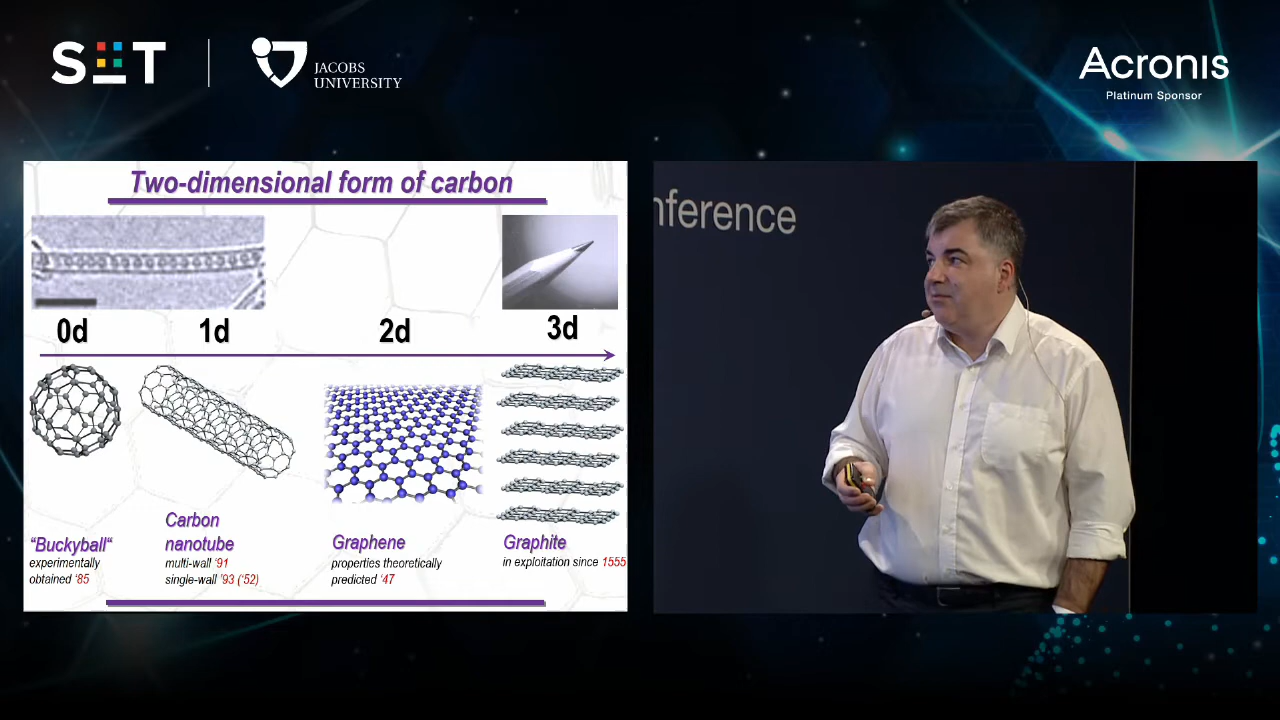 SET
JACOBS
UNIVERSITY
Acronis
Platinum Sponsor
Two-dimensional form of carbon
0d
1d
2d
3d
"Buckyball"
experimentally
obtained '85
Carbon
nanotube
multi-wall '91
single-wall '93 ('52)
Graphene
properties theoretically
predicted '47
Graphite
in exploitation since 1555
nference